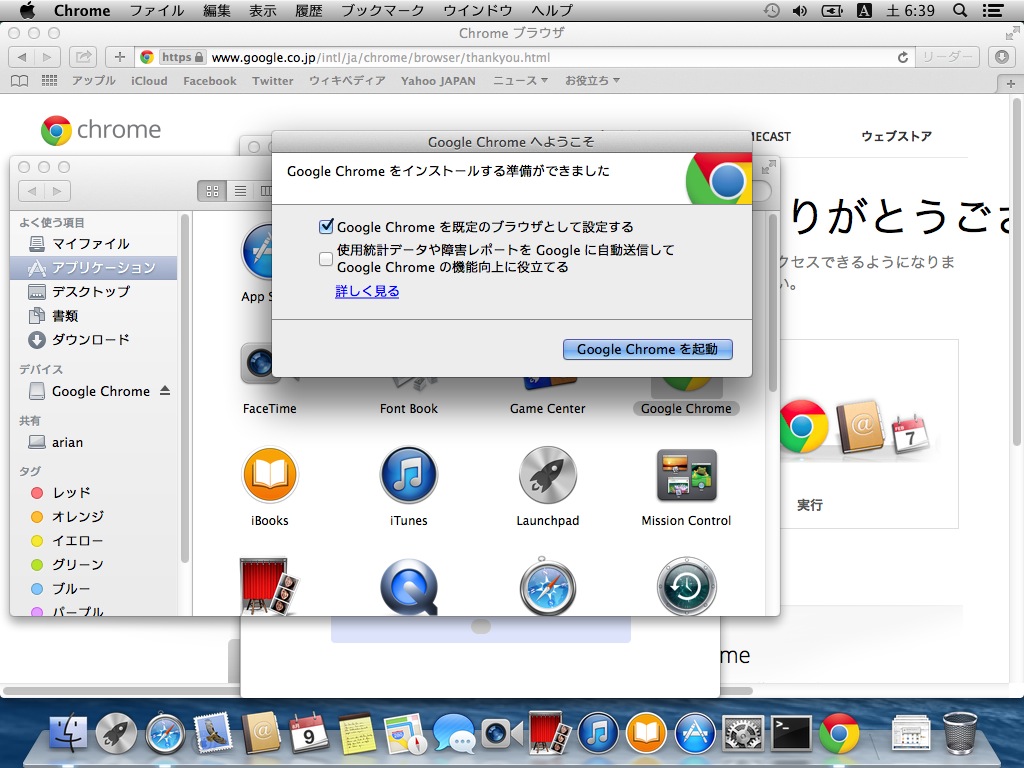 Chrome ファイル 編集 表示 履歴 ブックマーク ウインドウ ヘルプ A 土 6:39
Chrome ブラウザ
https www.google.co.jp/intl/ja/chrome/browser/thankyou.html リーダー
アップル iCloud Facebook Twitter ウィキペディア Yahoo JAPAN ニュース お役立ち
chrome
ウェブストア
Google Chrome へようこそ
Google Chrome をインストールする準備ができました
Google Chrome を既定のブラウザとして設定する
使用統計データや障害レポートを Google に自動送信して
Google Chrome の機能向上に役立てる
詳しく見る
Google Chrome を起動
りがとうござ
クセスできるようになりま
い。
よく使う項目
マイファイル
アプリケーション
デスクトップ
書類
ダウンロード
デバイス
Google Chrome
共有
arian
タグ
レッド
オレンジ
イエロー
グリーン
ブルー
パープル
App S
FaceTime Font Book Game Center Google Chrome
iBooks iTunes Launchpad Mission Control
FEB
7
実行
me
9